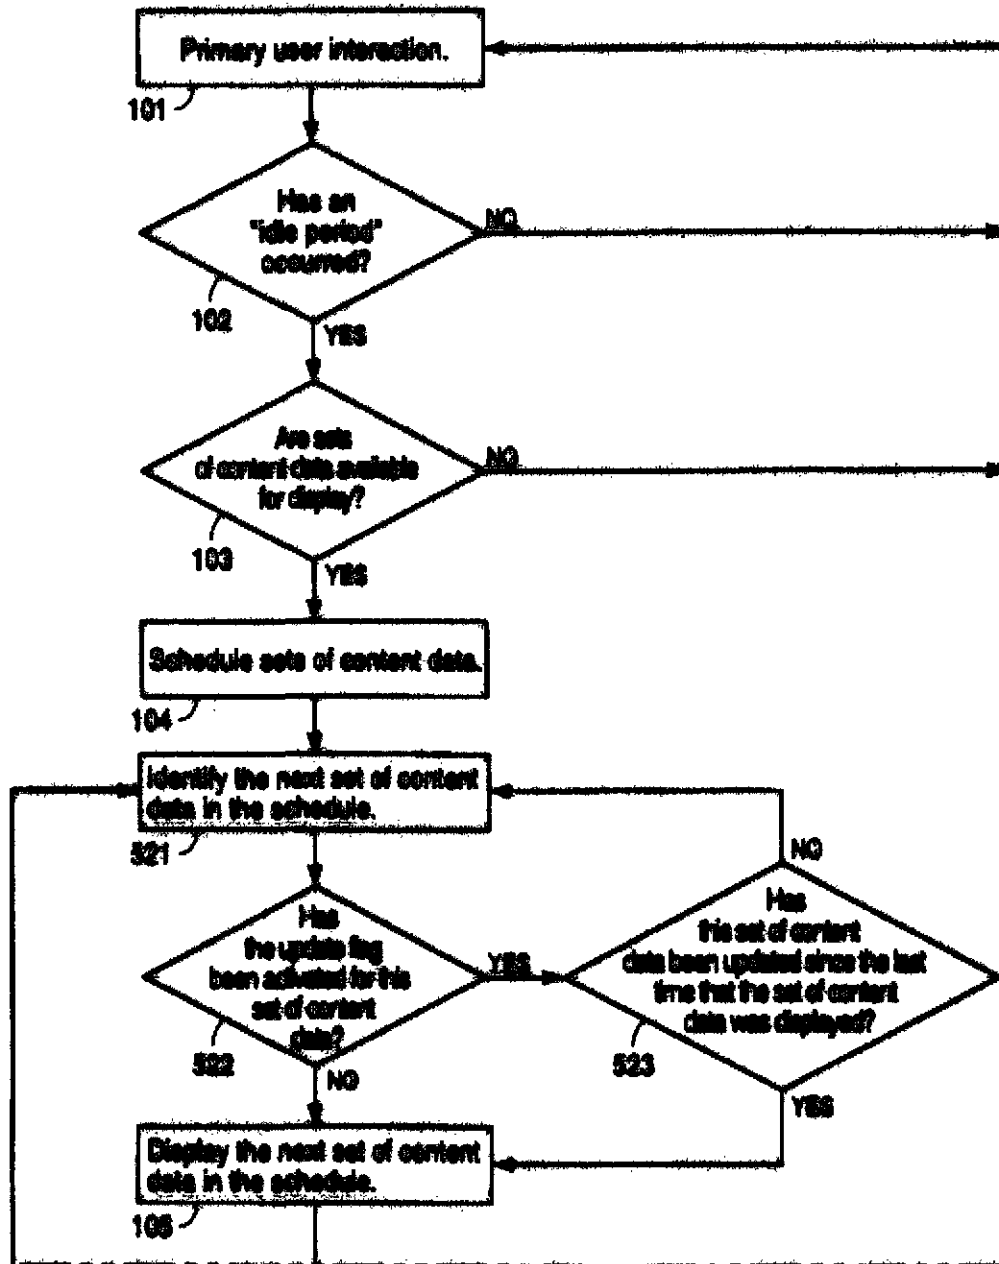 Primary user interaction.
101
Has an
"idle period"
occurred?
NO
102
YES
Are sets
of content data available
for display?
NO
103
YES
Schedule sets of content data.
104
Identify the next set of content
data in the schedule.
521
NO
Has
the update flag
been activated for this
set of content
data?
YES
522
NO
Has
this set of content
data been updated since the last
time that the set of content
data was displayed?
523
YES
Display the next set of content
data in the schedule.
105